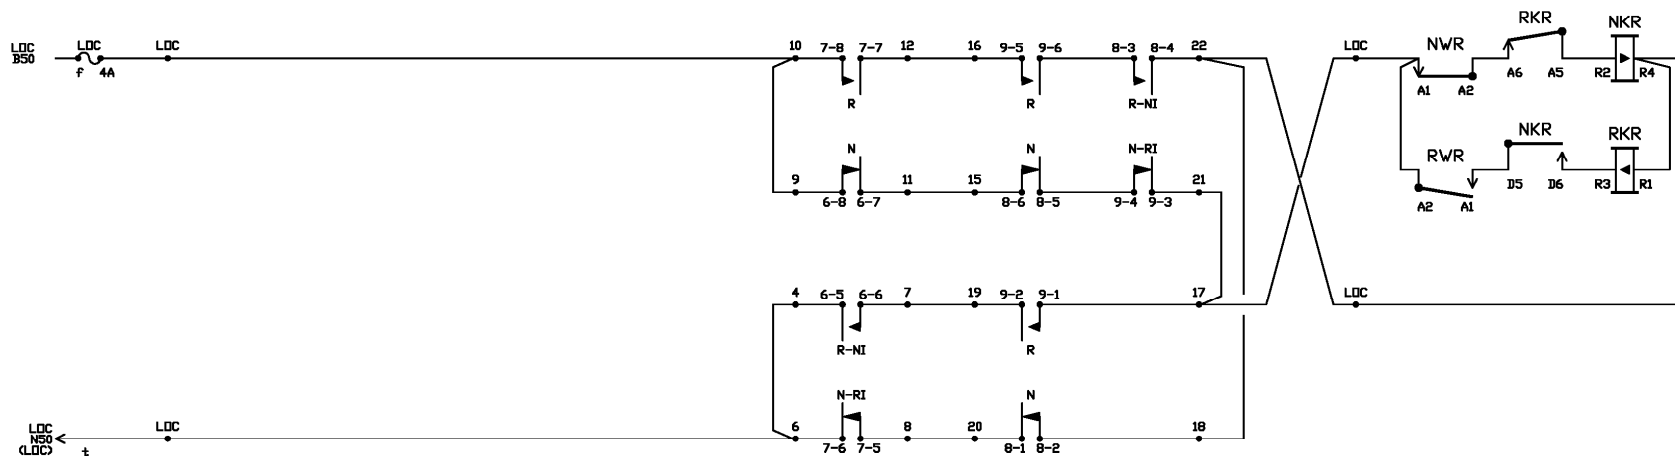 RKR NKR
LOC LOC LOC 10 7-8 7-7 12 16 9-5 9-6 8-3 8-4 22 LOC NWR
B50 f 4A A6 A5 R2 R4
A1 A2
R R R-NI
NKR RKR
N N N-RI RWR
9 11 15 21 D5 D6 R3 R1
6-8 6-7 8-6 8-5 9-4 9-3 A2 A1
4 6-5 6-6 7 19 9-2 9-1 17 LOC
R-NI R
N-RI N
LOC LOC 6 8 20 18
N50
(LOC) t 7-6 7-5 8-1 8-2